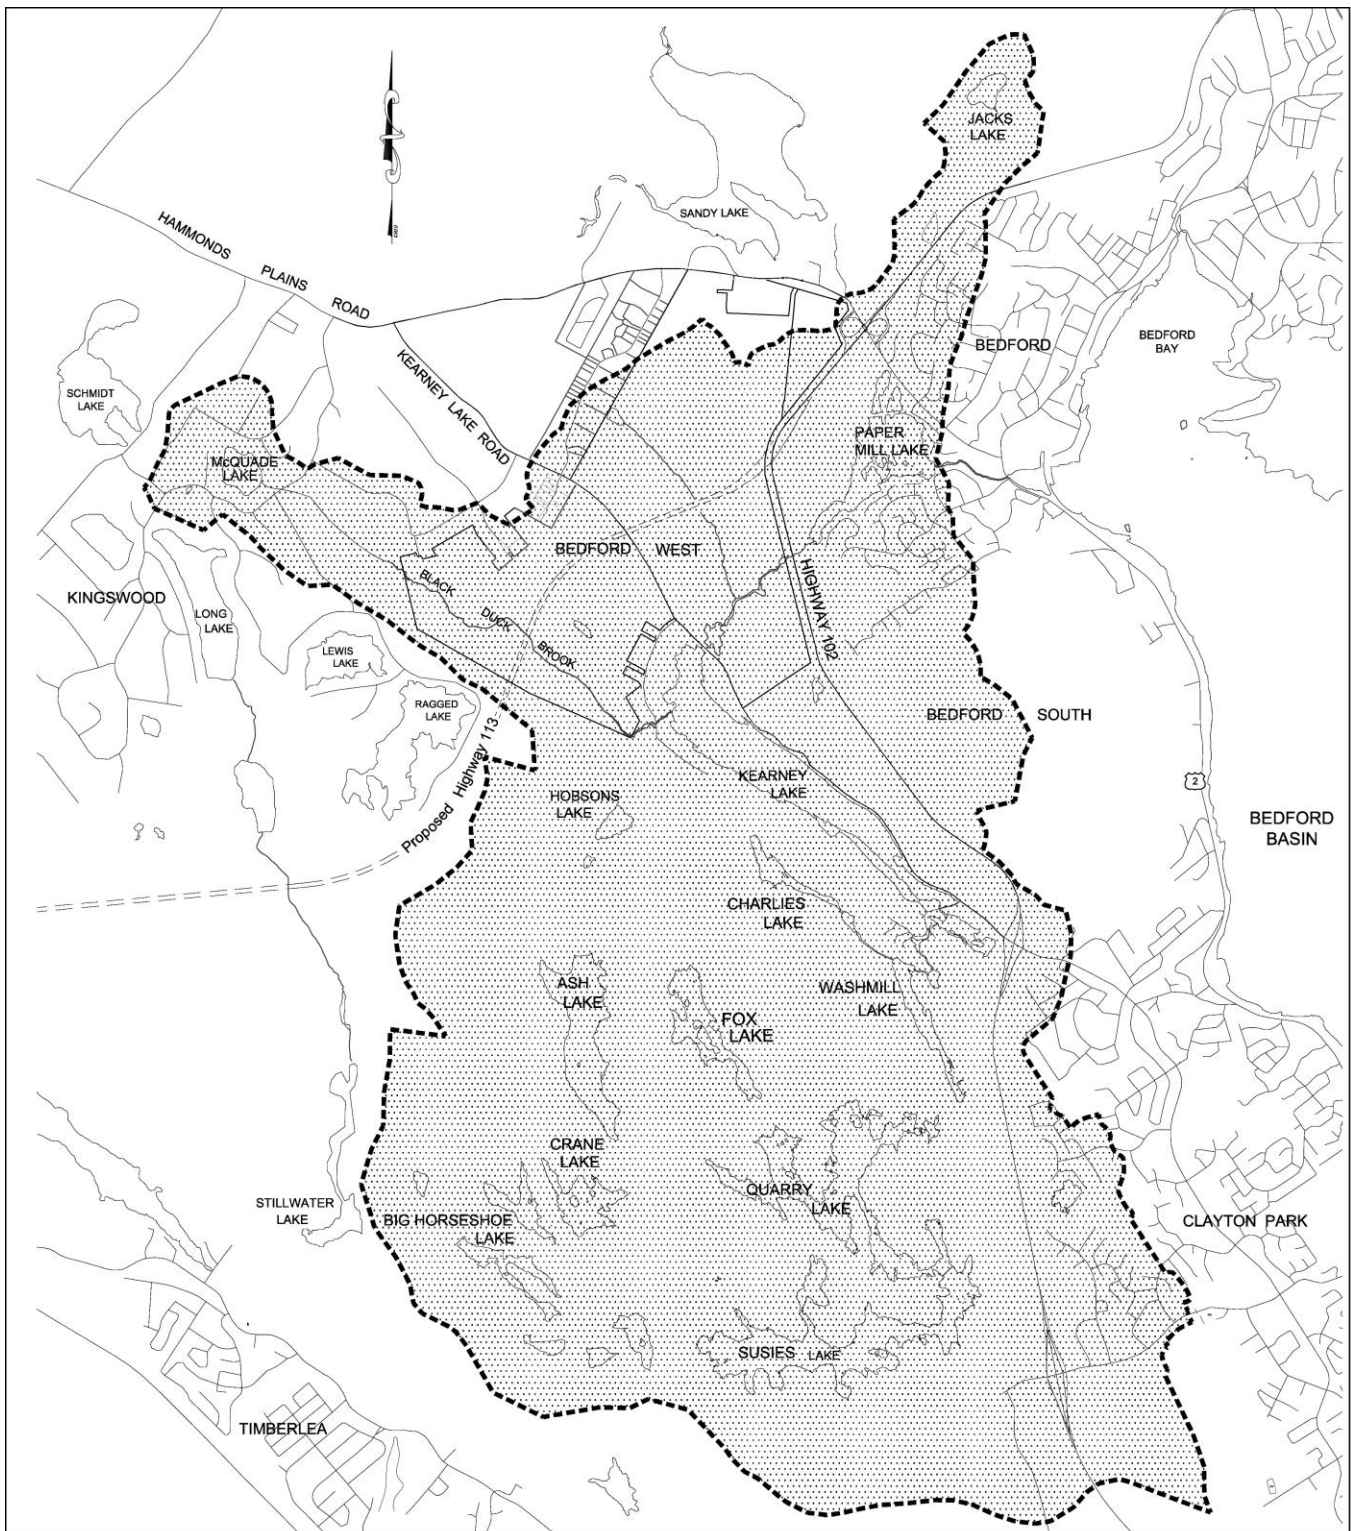 JACKS
LAKE
SANDY LAKE
HAMMONDS PLAINS ROAD
BEDFORD
BEDFORD
BAY
KEARNEY LAKE ROAD
SCHMIDT
LAKE
PAPER
MILL LAKE
McQUADE
LAKE
BEDFORD WEST
HIGHWAY 102
BLACK DUCK BROOK
KINGSWOOD
LONG
LAKE
LEWIS
LAKE
RAGGED
LAKE
BEDFORD SOUTH
Proposed Highway 113
KEARNEY
LAKE
2
HOBSONS
LAKE
BEDFORD
BASIN
CHARLIES
LAKE
ASH
LAKE
WASHMILL
LAKE
FOX
LAKE
CRANE
LAKE
QUARRY
LAKE
STILLWATER
LAKE
BIG HORSESHOE
LAKE
CLAYTON PARK
SUSIES LAKE
TIMBERLEA